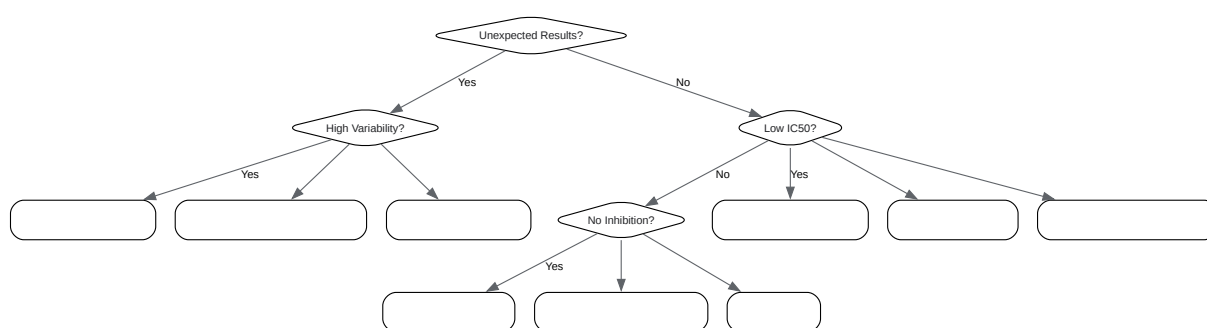 Unexpected Results?
Yes
No
High Variability?
Low IC50?
Yes
No
Yes
No Inhibition?
Yes